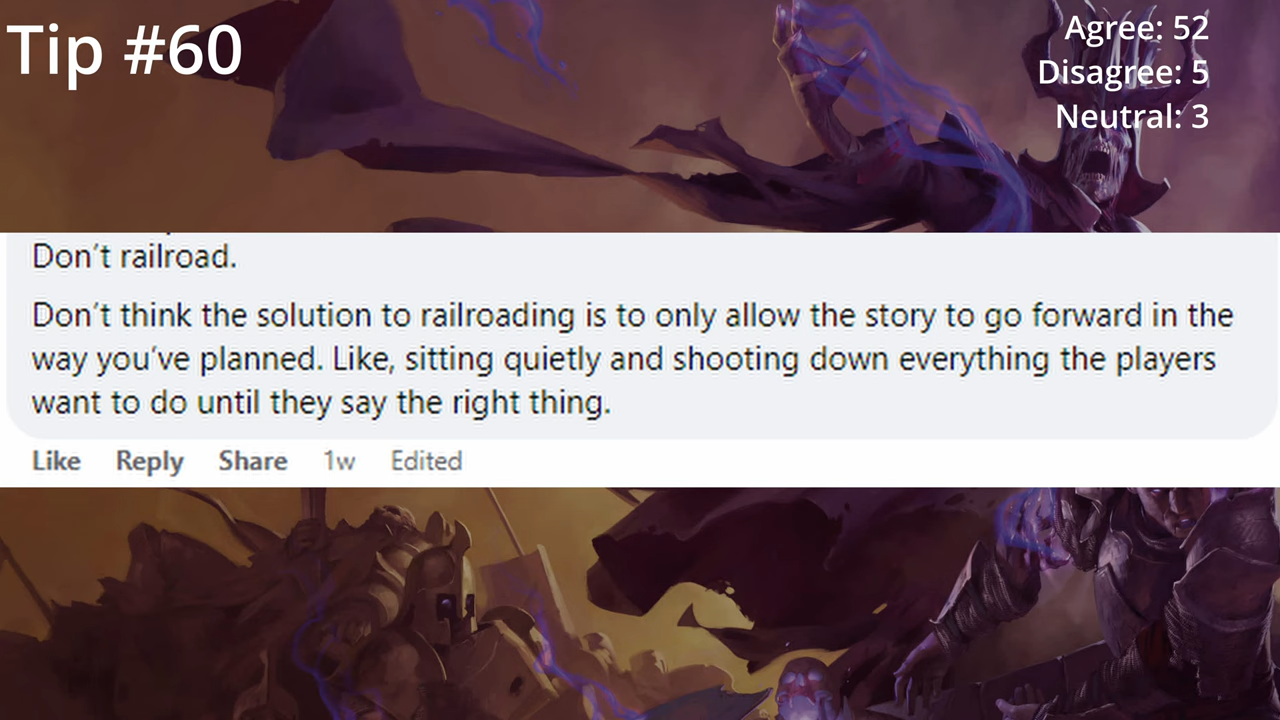 Tip #60
Agree: 52
Disagree: 5
Neutral: 3
Don't railroad.
Don't think the solution to railroading is to only allow the story to go forward in the
way you've planned. Like, sitting quietly and shooting down everything the players
want to do until they say the right thing.
Like Reply Share 1w Edited